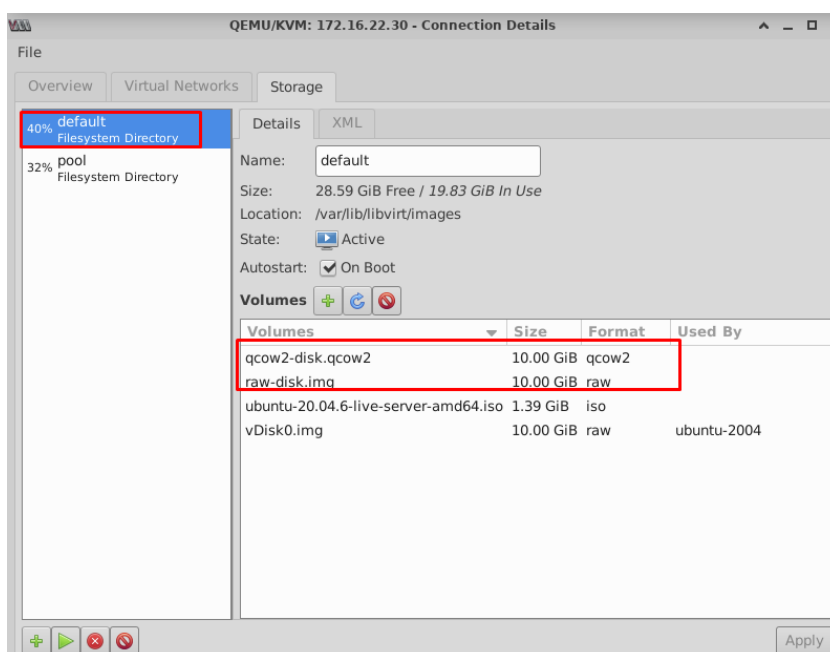 QEMU/KVM: 172.16.22.30 - Connection Details
File
Overview Virtual Networks Storage
40% default
Filesystem Directory
32% pool
Filesystem Directory
Details XML
Name: default
Size: 28.59 GiB Free / 19.83 GiB In Use
Location: /var/lib/libvirt/images
State: Active
Autostart: On Boot
Volumes
Volumes Size Format Used By
qcow2-disk.qcow2 10.00 GiB qcow2
raw-disk.img 10.00 GiB raw
ubuntu-20.04.6-live-server-amd64.iso 1.39 GiB iso
vDisk0.img 10.00 GiB raw ubuntu-2004
Apply